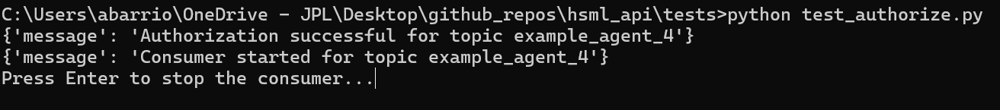 C:\Users\abarrio\OneDrive - JPL\Desktop\github_repos\hsml_api\tests>python test_authorize.py
{'message': 'Authorization successful for topic example_agent_4'}
{'message': 'Consumer started for topic example_agent_4'}
Press Enter to stop the consumer...